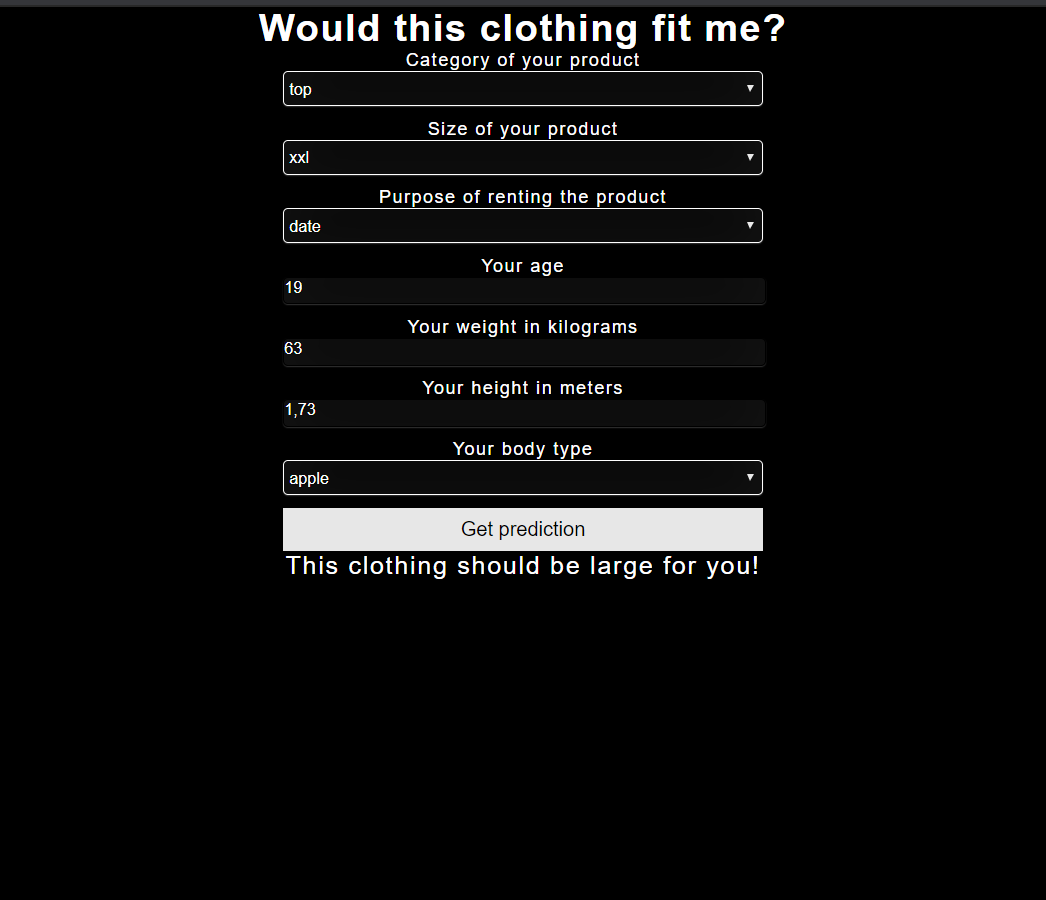 Would this clothing fit me?
Category of your product
top
Size of your product
xxl
Purpose of renting the product
date
Your age
19
Your weight in kilograms
63
Your height in meters
1,73
Your body type
apple
Get prediction
This clothing should be large for you!